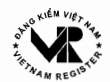 ĐĂNG KIỂM VIỆT NAM
VR
VIETNAM REGISTER